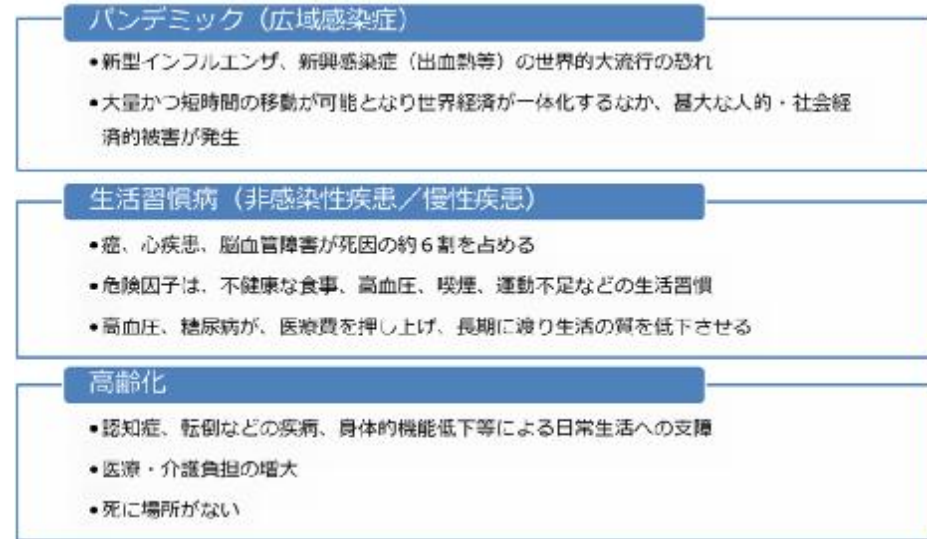 パンデミック（広域感染症）
•新型インフルエンザ、新興感染症（出血熱等）の世界的大流行の恐れ
•大量かつ短時間の移動が可能となり世界経済が一体化するなか、甚大な人的・社会経
済的被害が発生
生活習慣病（非感染性疾患／慢性疾患）
•癌、心疾患、脳血管障害が死因の約６割を占める
•危険因子は、不健康な食事、高血圧、喫煙、運動不足などの生活習慣
•高血圧、糖尿病が、医療費を押し上げ、長期に渡り生活の質を低下させる
高齢化
•認知症、転倒などの疾病、身体的機能低下等による日常生活への支障
•医療・介護負担の増大
•死に場所がない